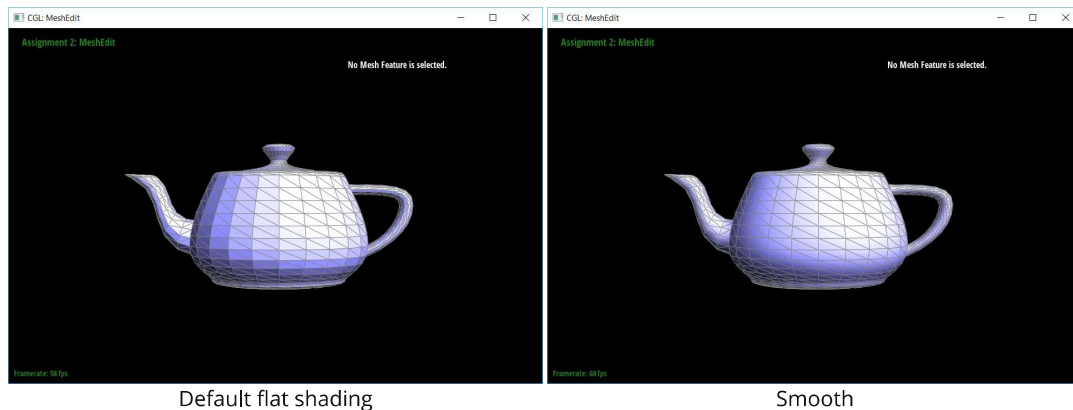 CGL: MeshEdit
Assignment 2: MeshEdit
No Mesh Feature is selected.
Framerate: 58 fps
Default flat shading
CGL: MeshEdit
Assignment 2: MeshEdit
No Mesh Feature is selected.
Framerate: 60 fps
Smooth